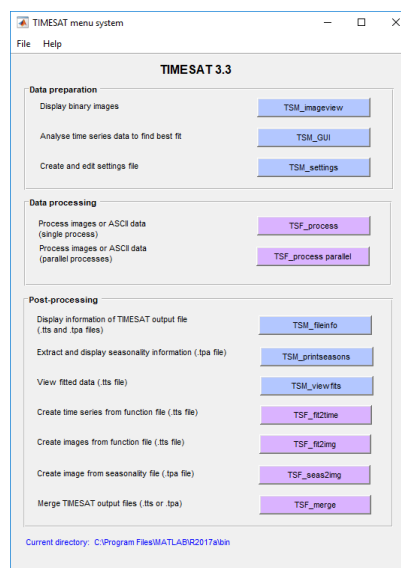 TIMESAT menu system
File Help
TIMESAT 3.3
Data preparation
Display binary images TSM_imageview
Analyse time series data to find best fit TSM_GUI
Create and edit settings file TSM_settings
Data processing
Process images or ASCII data
(single process) TSF_process
Process images or ASCII data
(parallel processes) TSF_process parallel
Post-processing
Display information of TIMESAT output file
(.tts and .tpa files) TSM_fileinfo
Extract and display seasonality information (.tpa file) TSM_printseasons
View fitted data (.tts file) TSM_viewfits
Create time series from function file (.tts file) TSF_fit2time
Create images from function file (.tts file) TSF_fit2img
Create image from seasonality file (.tpa file) TSF_seas2img
Merge TIMESAT output files (.tts or .tpa) TSF_merge
Current directory: C:\Program Files\MATLAB\R2017a\bin